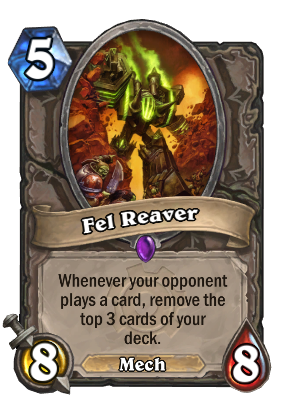 5
Fel Reaver
Whenever your opponent
plays a card, remove the
top 3 cards of your
deck.
8
Mech
8